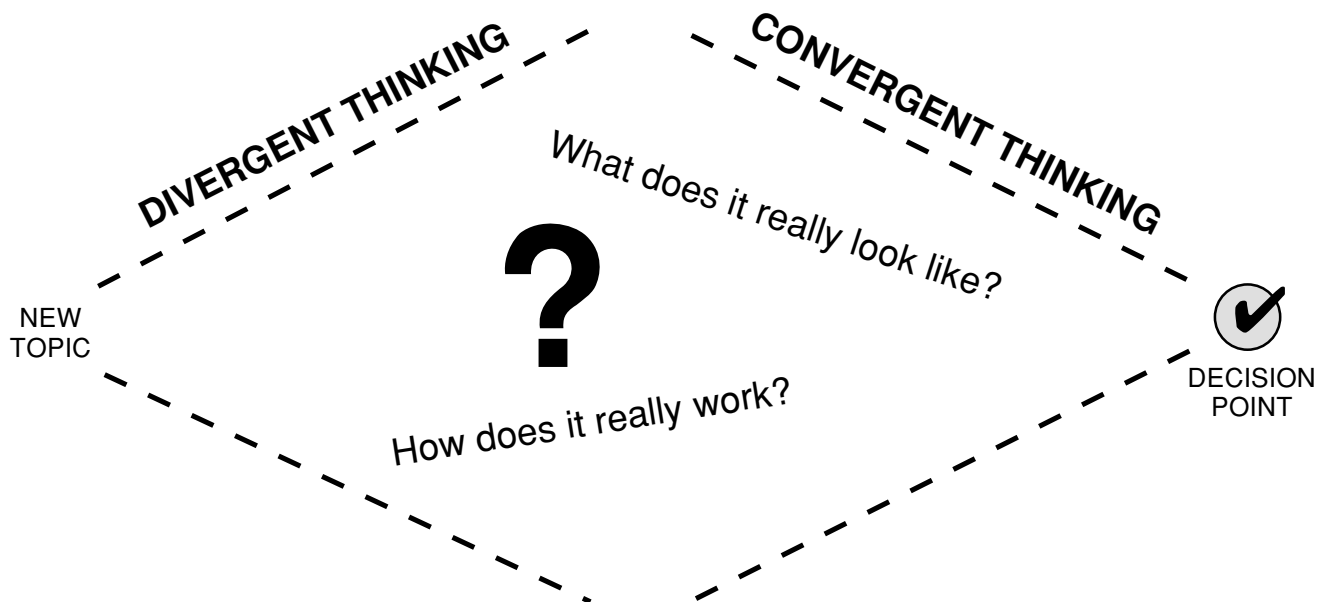 DIVERGENT THINKING
CONVERGENT THINKING
What does it really look like?
?
NEW
TOPIC
How does it really work?
DECISION
POINT